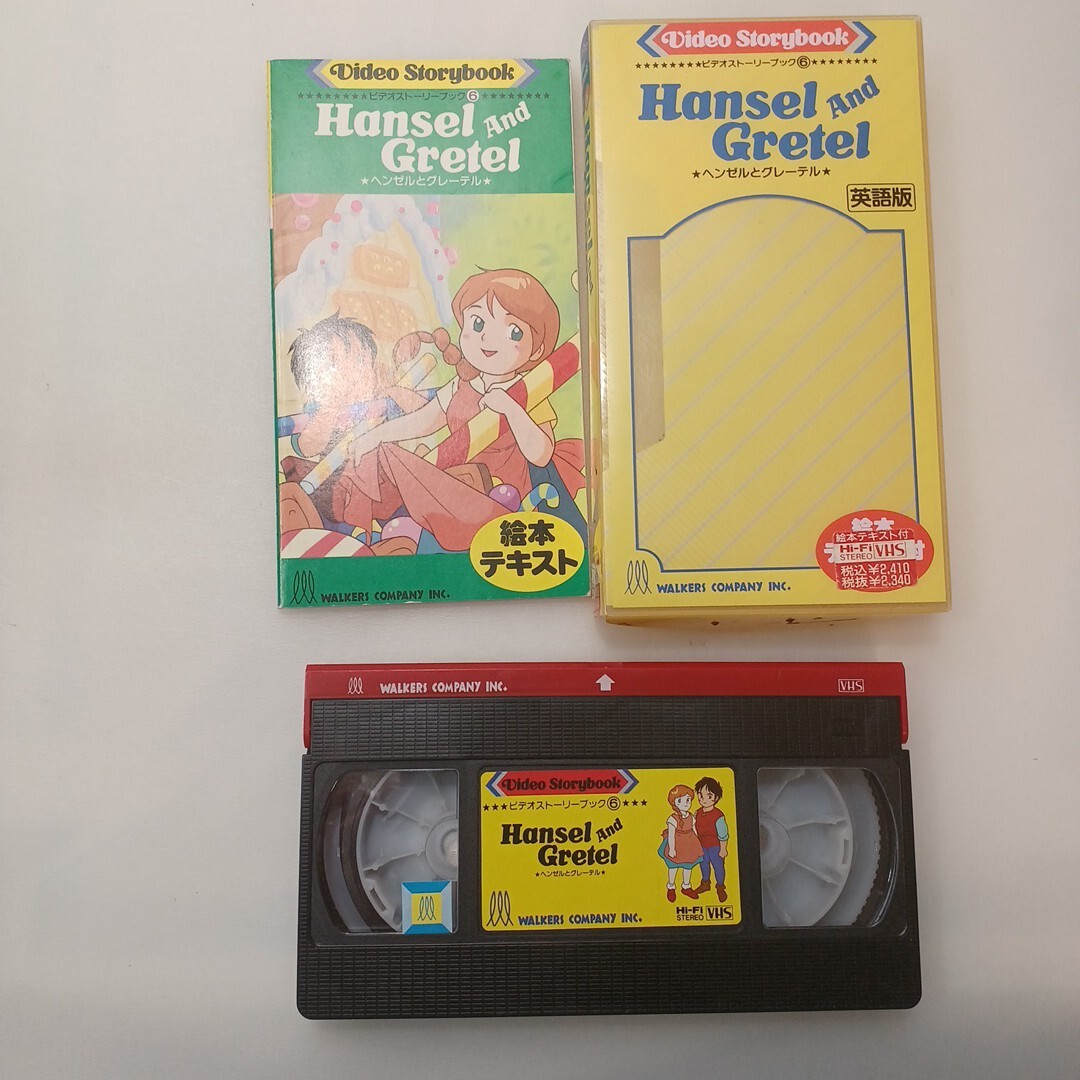 Video Storybook
★★★★★★★★ビデオストーリーブック⑥★★★★★★★★
Hansel And
Gretel
★ヘンゼルとグレーテル★
絵本
テキスト
WALKERS COMPANY INC.
Video Storybook
★★★★★★★★ビデオストーリーブック⑥★★★★★★★★
Hansel And
Gretel
★ヘンゼルとグレーテル★
英語版
絵本
絵本テキスト付
Hi-Fi
STEREO VHS
税込¥2,410
税抜¥2,340
WALKERS COMPANY INC.
WALKERS COMPANY INC.
VHS
Video Storybook
★★★ビデオストーリーブック⑥★★★
Hansel And
Gretel
★ヘンゼルとグレーテル★
WALKERS COMPANY INC.
Hi-Fi
STEREO VHS